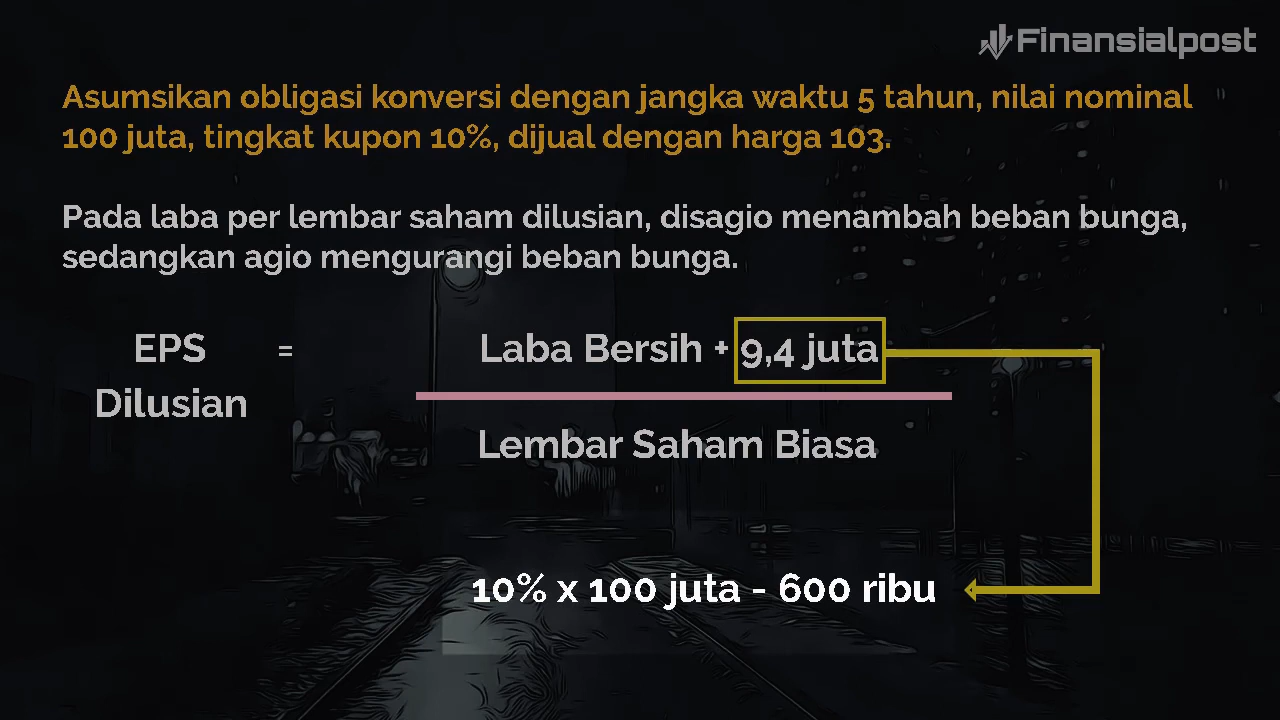 Finansialpost
Asumsikan obligasi konversi dengan jangka waktu 5 tahun, nilai nominal
100 juta, tingkat kupon 10%, dijual dengan harga 103.
Pada laba per lembar saham dilusian, disagio menambah beban bunga,
sedangkan agio mengurangi beban bunga.
EPS
Dilusian
=
Laba Bersih + 9,4 juta
Lembar Saham Biasa
10% x 100 juta - 600 ribu